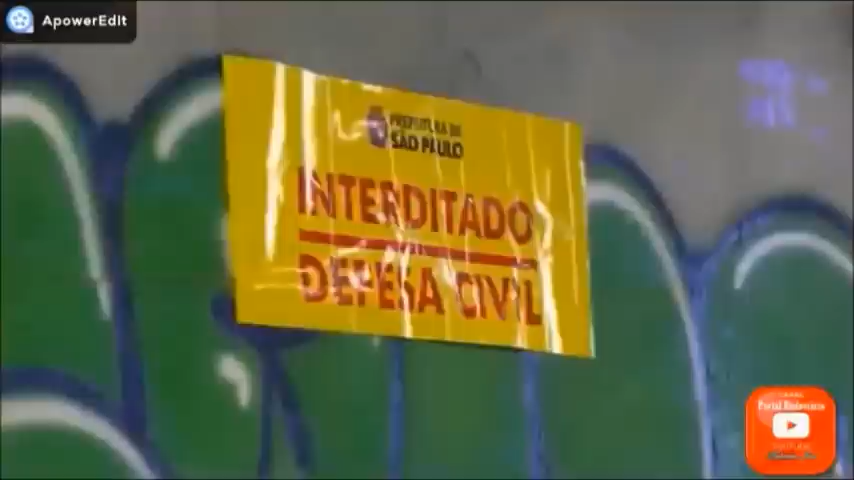 ApowerEdit
PREFEITURA DE
SÃO PAULO
INTERDITADO
DEFESA CIVIL